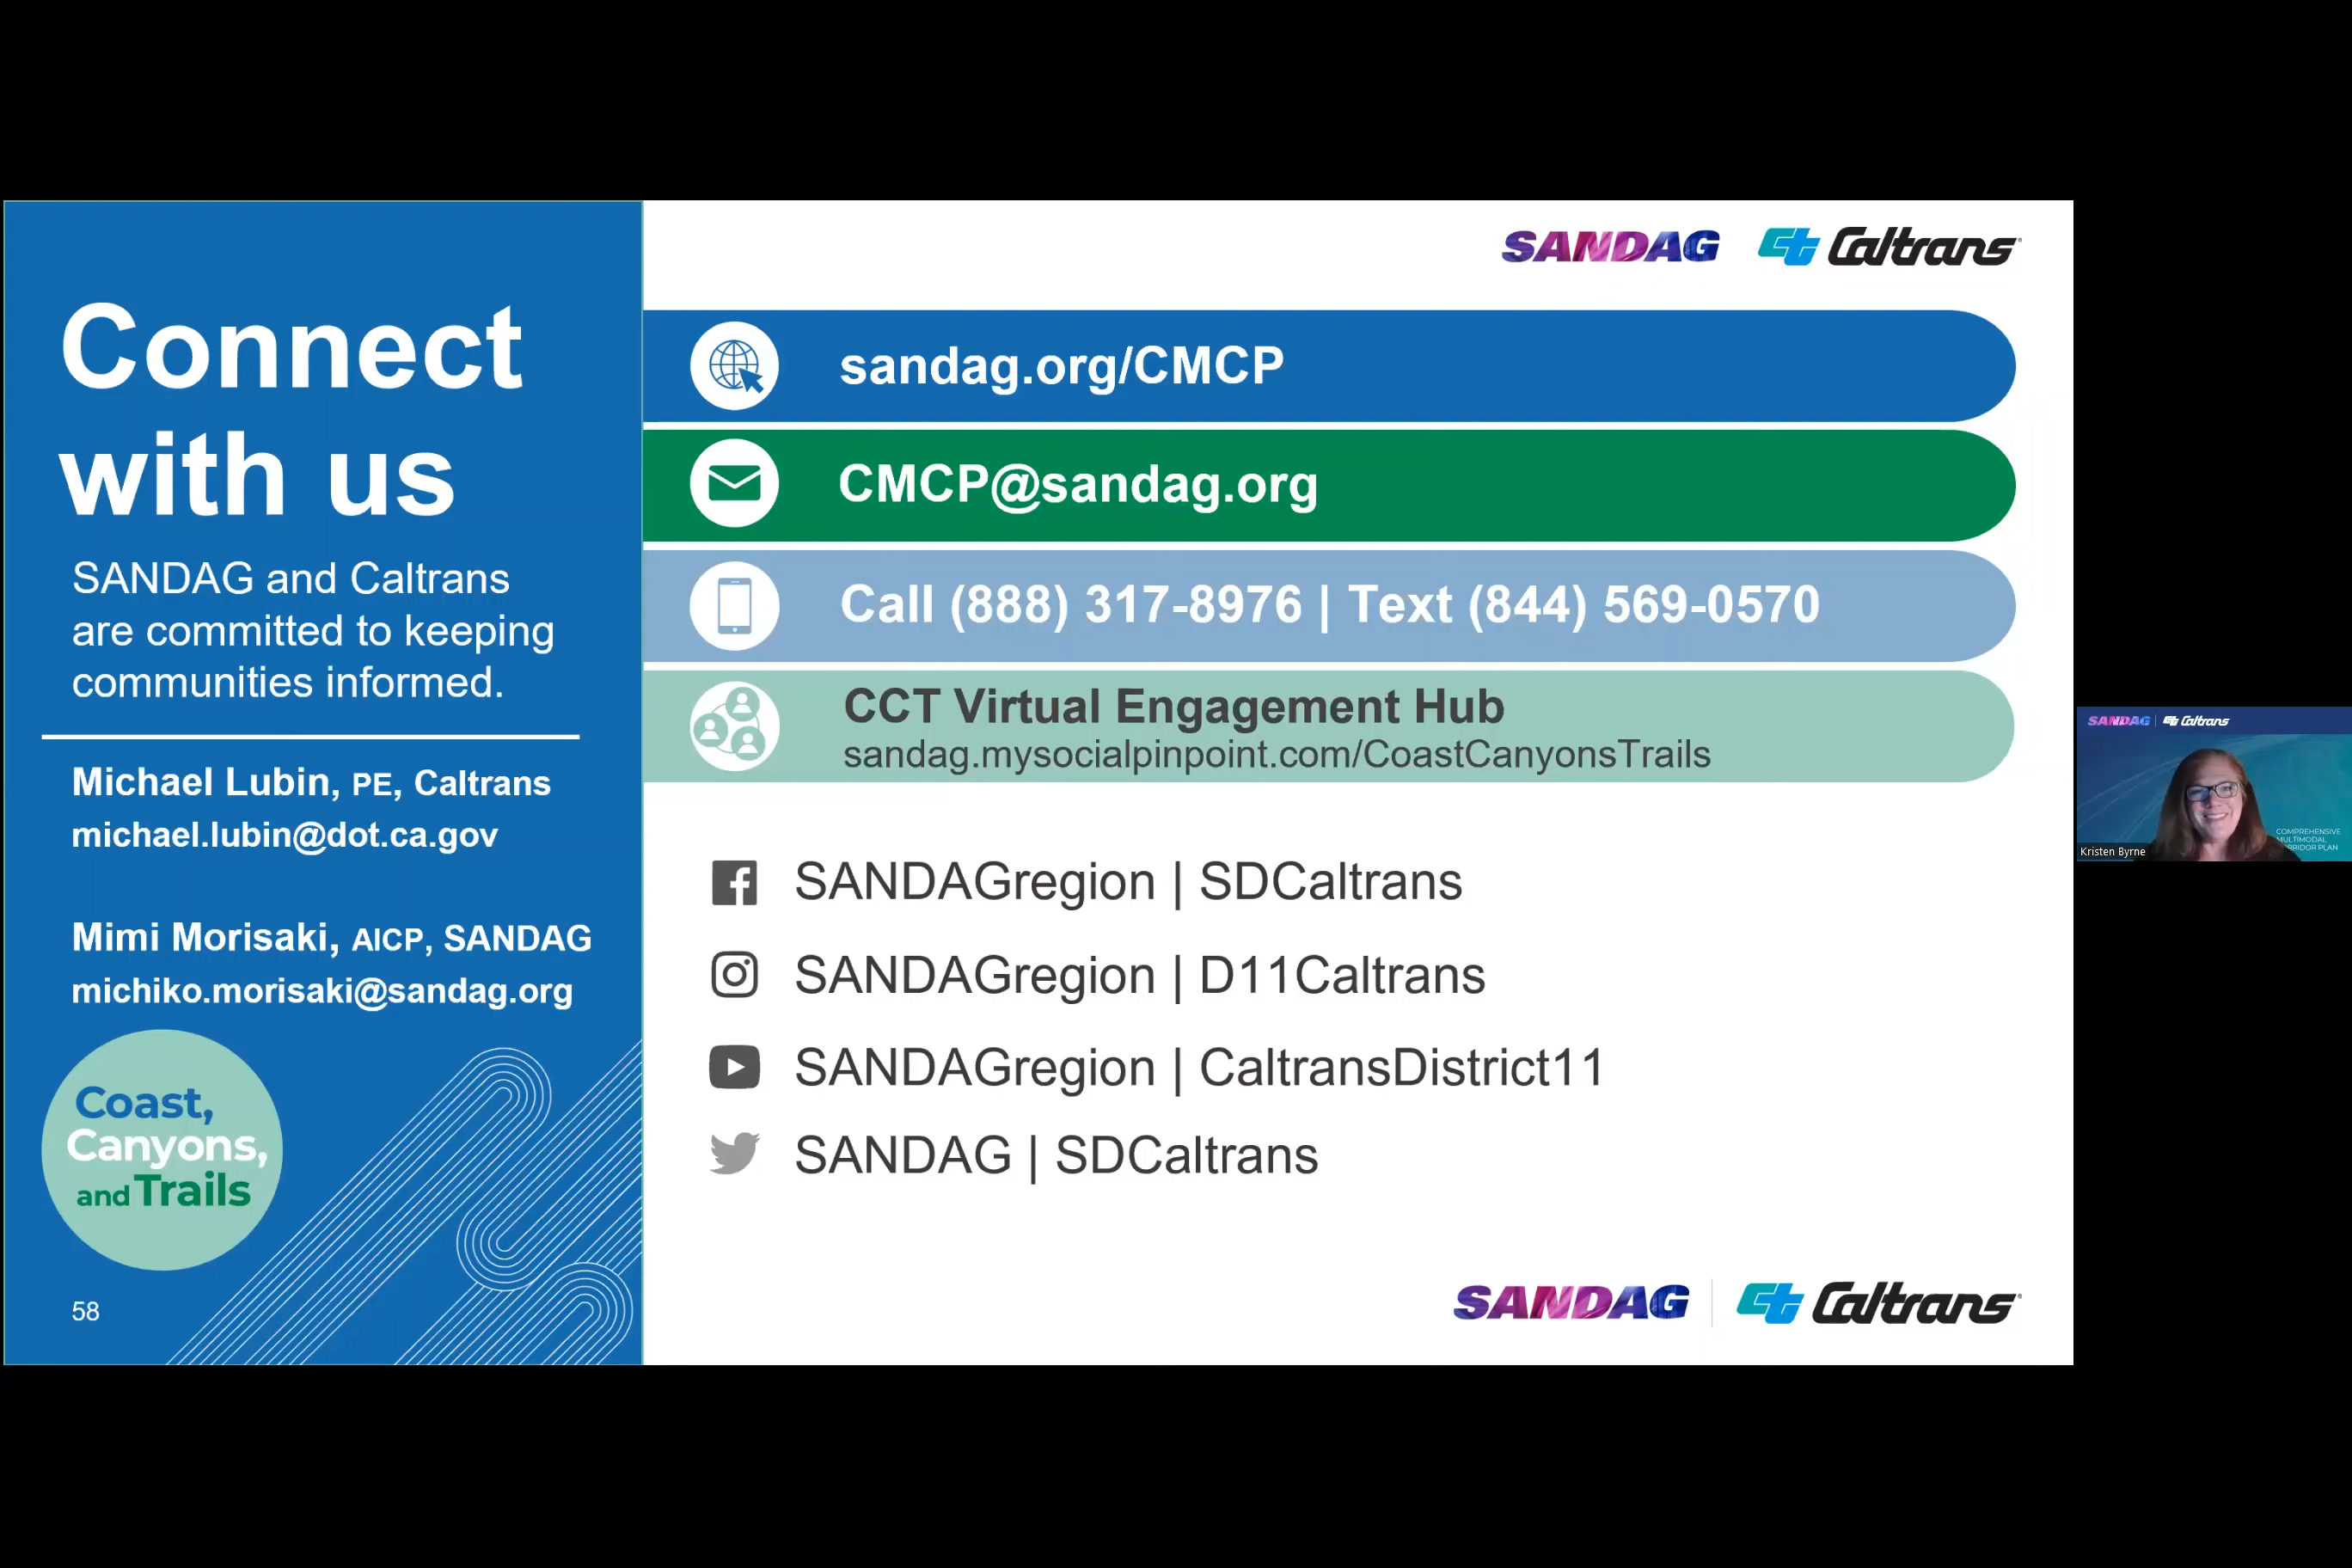 Connect
with us
SANDAG and Caltrans
are committed to keeping
communities informed.
Michael Lubin, PE, Caltrans
michael.lubin@dot.ca.gov
Mimi Morisaki, AICP, SANDAG
michiko.morisaki@sandag.org
Coast,
Canyons,
and Trails
58
SANDAG Caltrans
sandag.org/CMCP
CMCP@sandag.org
Call (888) 317-8976 | Text (844) 569-0570
CCT Virtual Engagement Hub
sandag.mysocialpinpoint.com/CoastCanyonsTrails
SANDAGregion | SDCaltrans
SANDAGregion | D11Caltrans
SANDAGregion | CaltransDistrict11
SANDAG | SDCaltrans
SANDAG | Caltrans
SANDAG | Caltrans
COMPREHENSIVE
MULTIMODAL
PLAN
Kristen Byrne